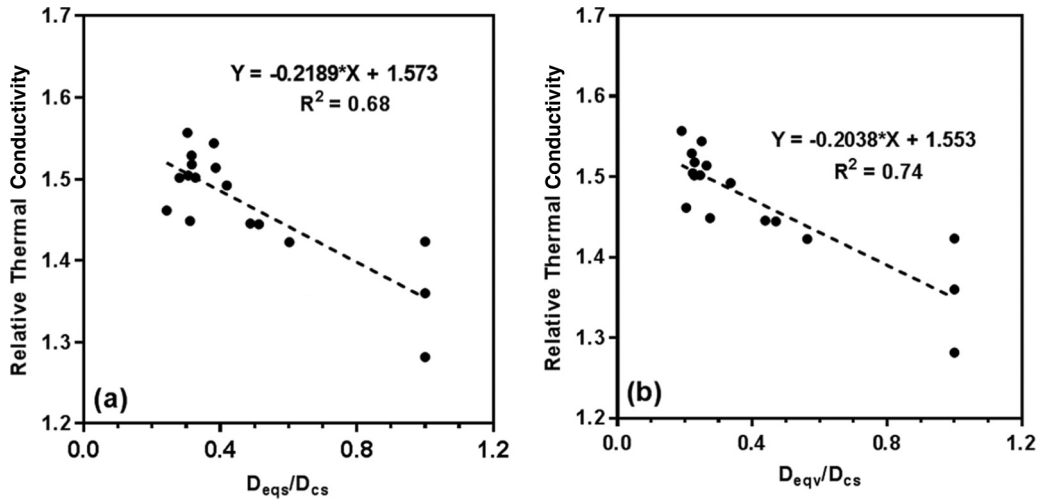 1.7
1.6
1.5
1.4
1.3
1.2
Relative Thermal Conductivity
Y = -0.2189*X + 1.573
R² = 0.68
(a)
0.0 0.4 0.8 1.2
Deqs/Dcs
1.7
1.6
1.5
1.4
1.3
1.2
Relative Thermal Conductivity
Y = -0.2038*X + 1.553
R² = 0.74
(b)
0.0 0.4 0.8 1.2
Deqv/Dcs